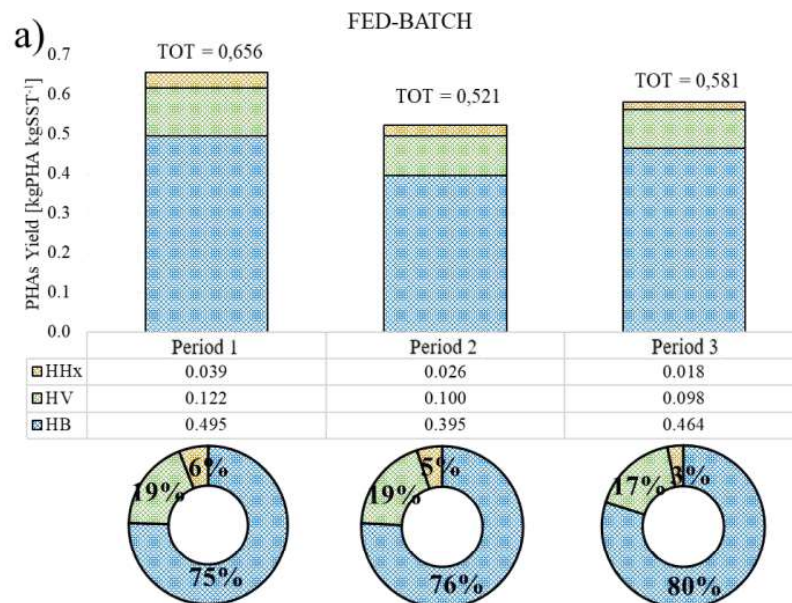 FED-BATCH
a)
PHAs Yield [kgPHA kgSST⁻¹]
0.7
0.6
0.5
0.4
0.3
0.2
0.1
0.0
TOT = 0,656
TOT = 0,521
TOT = 0,581
Period 1 Period 2 Period 3
HHx 0.039 0.026 0.018
HV 0.122 0.100 0.098
HB 0.495 0.395 0.464
6% 5% 3%
19% 19% 17%
75% 76% 80%